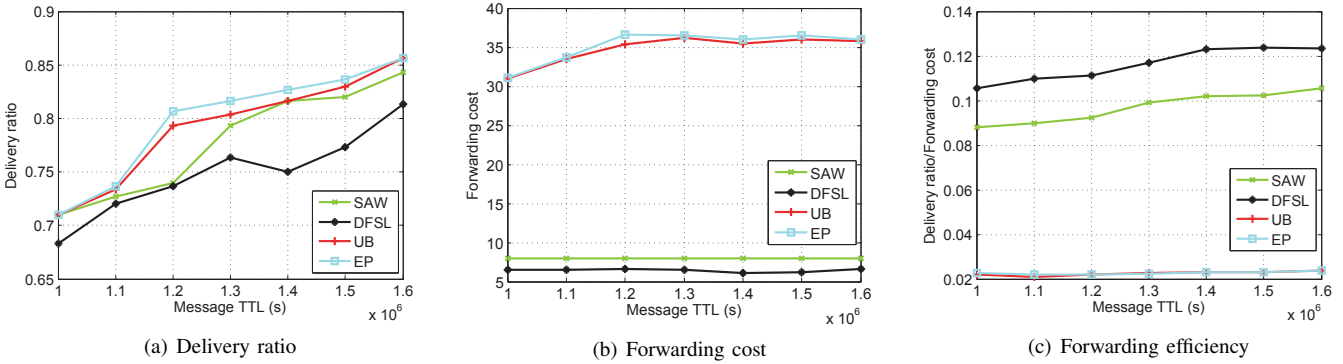 0.9
0.85
0.8
0.75
0.7
0.65
Delivery ratio
SAW
DFSL
UB
EP
1 1.1 1.2 1.3 1.4 1.5 1.6
Message TTL (s)
x 10^6
(a) Delivery ratio
40
35
30
25
20
15
10
5
Forwarding cost
SAW
DFSL
UB
EP
1 1.1 1.2 1.3 1.4 1.5 1.6
Message TTL (s)
x 10^6
(b) Forwarding cost
0.14
0.12
0.1
0.08
0.06
0.04
0.02
Delivery ratio/Forwarding cost
SAW
DFSL
UB
EP
1 1.1 1.2 1.3 1.4 1.5 1.6
Message TTL (s)
x 10^6
(c) Forwarding efficiency